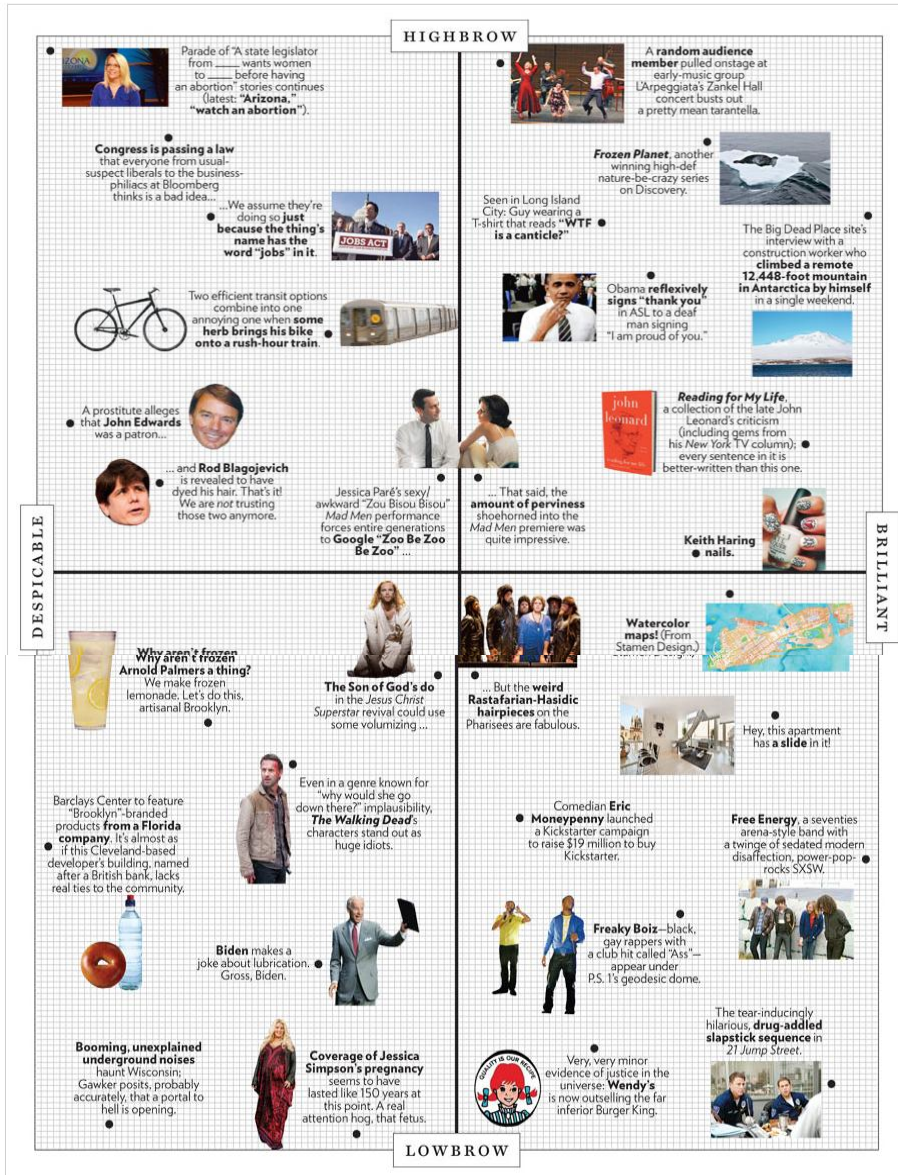 HIGHBROW
Parade of "A state legislator
from ____ wants women
to ____ before having
an abortion" stories continues
(latest: "Arizona,"
"watch an abortion").
A random audience
member pulled onstage at
early-music group
L'Arpeggiata's Zankel Hall
concert busts out
a pretty mean tarantella.
Congress is passing a law
that everyone from usual-
suspect liberals to the business-
philiacs at Bloomberg
thinks is a bad idea...
...We assume they're
doing so just
because the thing's
name has the
word "jobs" in it.
JOBS ACT
Frozen Planet, another
winning high-def
nature-be-crazy series
on Discovery.
Seen in Long Island
City: Guy wearing a
T-shirt that reads "WTF
is a canticle?"
The Big Dead Place site's
interview with a
construction worker who
climbed a remote
12,448-foot mountain
in Antarctica by himself
in a single weekend.
Obama reflexively
signs "thank you"
in ASL to a deaf
man signing
"I am proud of you."
Two efficient transit options
combine into one
annoying one when some
herb brings his bike
onto a rush-hour train.
A prostitute alleges
that John Edwards
was a patron...
... and Rod Blagojevich
is revealed to have
dyed his hair. That's it!
We are not trusting
those two anymore.
Jessica Paré's sexy/
awkward "Zou Bisou Bisou"
Mad Men performance
forces entire generations
to Google "Zoo Be Zoo
Be Zoo" ...
... That said, the
amount of perviness
shoehorned into the
Mad Men premiere was
quite impressive.
john
leonard
reading for my life
Reading for My Life,
a collection of the late John
Leonard's criticism
(including gems from
his New York TV column);
every sentence in it is
better-written than this one.
Keith Haring
nails.
DESPICABLE
BRILLIANT
Why aren't frozen
Why aren't frozen
Arnold Palmers a thing?
We make frozen
lemonade. Let's do this,
artisanal Brooklyn.
The Son of God's do
in the Jesus Christ
Superstar revival could use
some volumizing ...
... But the weird
Rastafarian-Hasidic
hairpieces on the
Pharisees are fabulous.
Watercolor
maps! (From
Stamen Design.)
Hey, this apartment
has a slide in it!
Barclays Center to feature
"Brooklyn"-branded
products from a Florida
company. It's almost as
if this Cleveland-based
developer's building, named
after a British bank, lacks
real ties to the community.
Even in a genre known for
"why would she go
down there?" implausibility,
The Walking Dead's
characters stand out as
huge idiots.
Comedian Eric
Moneypenny launched
a Kickstarter campaign
to raise $19 million to buy
Kickstarter.
Free Energy, a seventies
arena-style band with
a twinge of sedated modern
disaffection, power-pop-
rocks SXSW.
Biden makes a
joke about lubrication.
Gross, Biden.
Freaky Boiz—black,
gay rappers with
a club hit called "Ass"—
appear under
P.S. 1's geodesic dome.
Booming, unexplained
underground noises
haunt Wisconsin;
Gawker posits, probably
accurately, that a portal to
hell is opening.
Coverage of Jessica
Simpson's pregnancy
seems to have
lasted like 150 years at
this point. A real
attention hog, that fetus.
QUALITY IS OUR RECIPE
Very, very minor
evidence of justice in the
universe: Wendy's
is now outselling the far
inferior Burger King.
The tear-inducingly
hilarious, drug-addled
slapstick sequence in
21 Jump Street.
LOWBROW